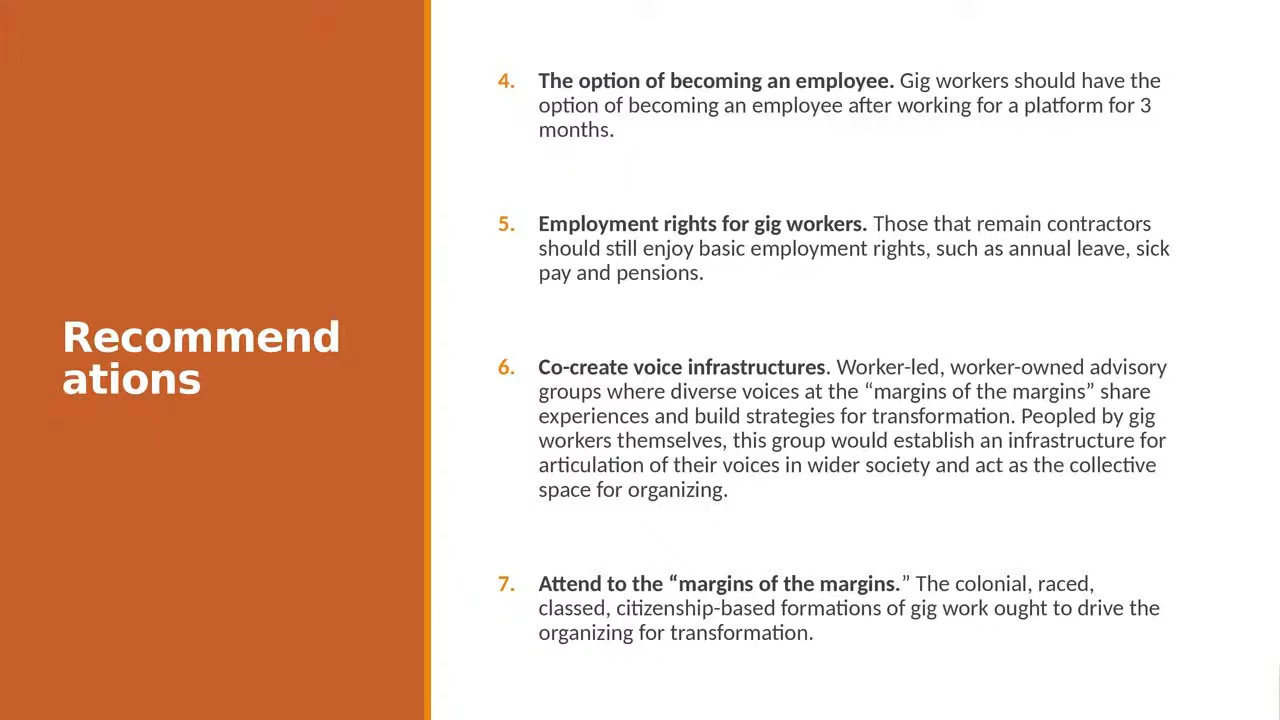 Recommend
ations
4. The option of becoming an employee. Gig workers should have the
option of becoming an employee after working for a platform for 3
months.
5. Employment rights for gig workers. Those that remain contractors
should still enjoy basic employment rights, such as annual leave, sick
pay and pensions.
6. Co-create voice infrastructures. Worker-led, worker-owned advisory
groups where diverse voices at the “margins of the margins” share
experiences and build strategies for transformation. Peopled by gig
workers themselves, this group would establish an infrastructure for
articulation of their voices in wider society and act as the collective
space for organizing.
7. Attend to the “margins of the margins.” The colonial, raced,
classed, citizenship-based formations of gig work ought to drive the
organizing for transformation.